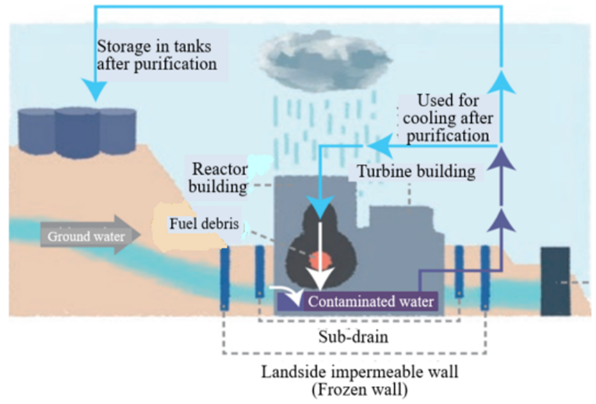 Storage in tanks
after purification
Used for
cooling after
purification
Reactor
building
Turbine building
Fuel debris
Ground water
Contaminated water
Sub-drain
Landside impermeable wall
(Frozen wall)